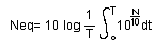 Neq= 10 log 1/T ∫₀ᵀ 10^(N/10) dt